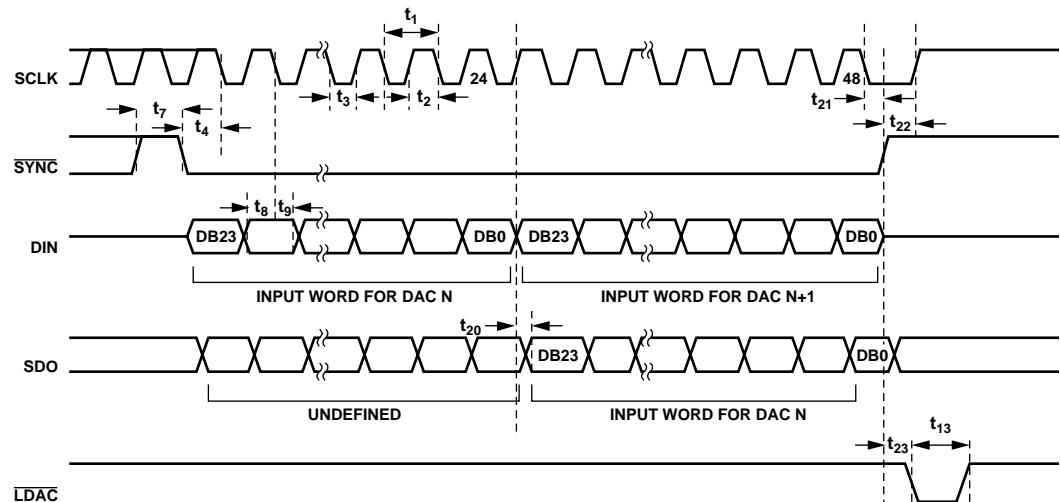 t1
SCLK
24
48
t3
t2
t21
t7
t4
t22
SYNC
t8
t9
DIN
DB23
DB0
DB23
DB0
INPUT WORD FOR DAC N
INPUT WORD FOR DAC N+1
t20
SDO
DB23
DB0
UNDEFINED
INPUT WORD FOR DAC N
t23
t13
LDAC